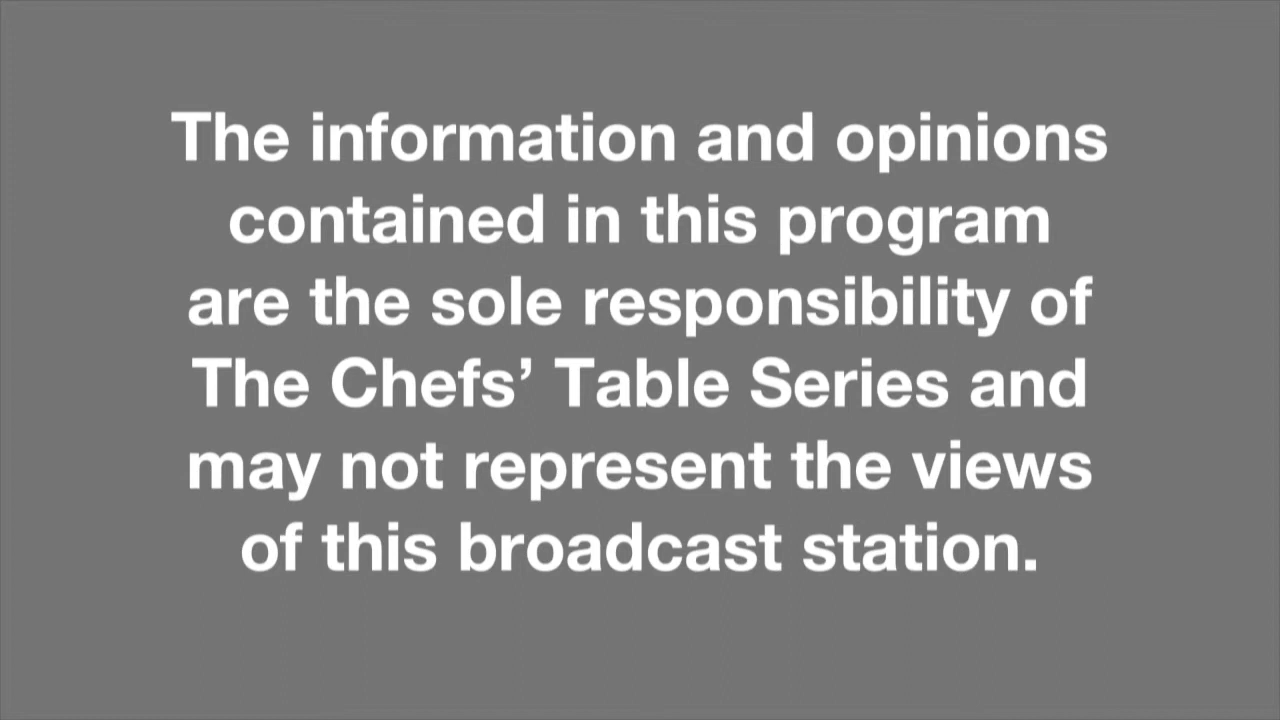 The information and opinions
contained in this program
are the sole responsibility of
The Chefs’ Table Series and
may not represent the views
of this broadcast station.